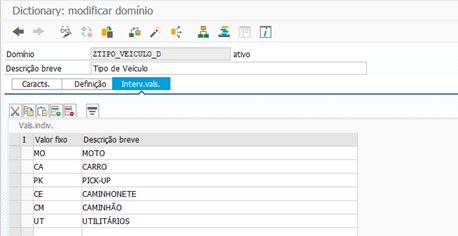 Dictionary: modificar domínio
Domínio ZTIPO_VEICULO_D ativo
Descrição breve Tipo de Veículo
Caracts. Definição Interv.vals.
Vals.indiv.
I Valor fixo Descrição breve
MO MOTO
CA CARRO
PK PICK-UP
CE CAMINHONETE
CM CAMINHÃO
UT UTILITÁRIOS